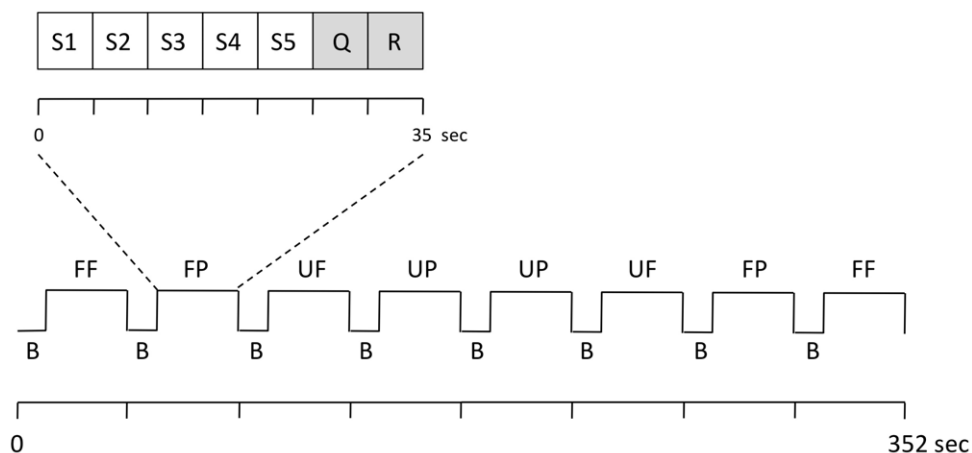 S1 S2 S3 S4 S5 Q R
0 35 sec
FF FP UF UP UP UF FP FF
B B B B B B B B
0 352 sec